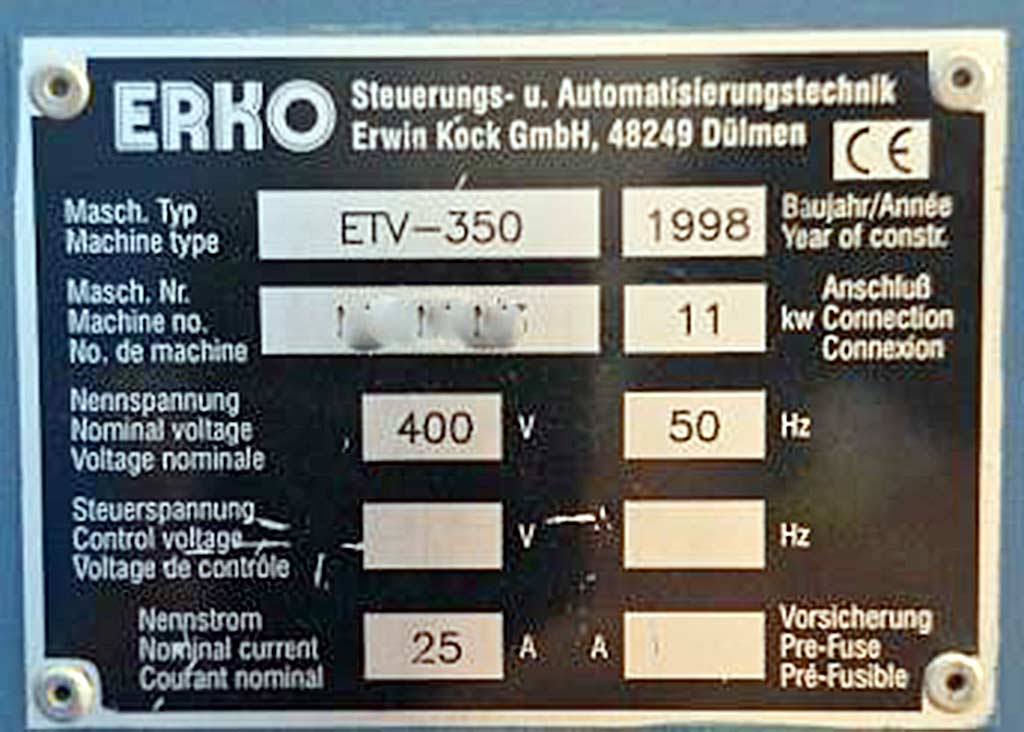 ERKO
Steuerungs- u. Automatisierungstechnik
Erwin Kock GmbH, 48249 Dülmen
CE
Masch. Typ
Machine type
ETV-350
1998
Baujahr/Année
Year of constr.
Masch. Nr.
Machine no.
No. de machine
11
Anschluß
kw Connection
Connexion
Nennspannung
Nominal voltage
Voltage nominale
400 V
50 Hz
Steuerspannung
Control voltage
Voltage de contrôle
V
Hz
Nennstrom
Nominal current
Courant nominal
25 A
A
Vorsicherung
Pre-Fuse
Pré-Fusible